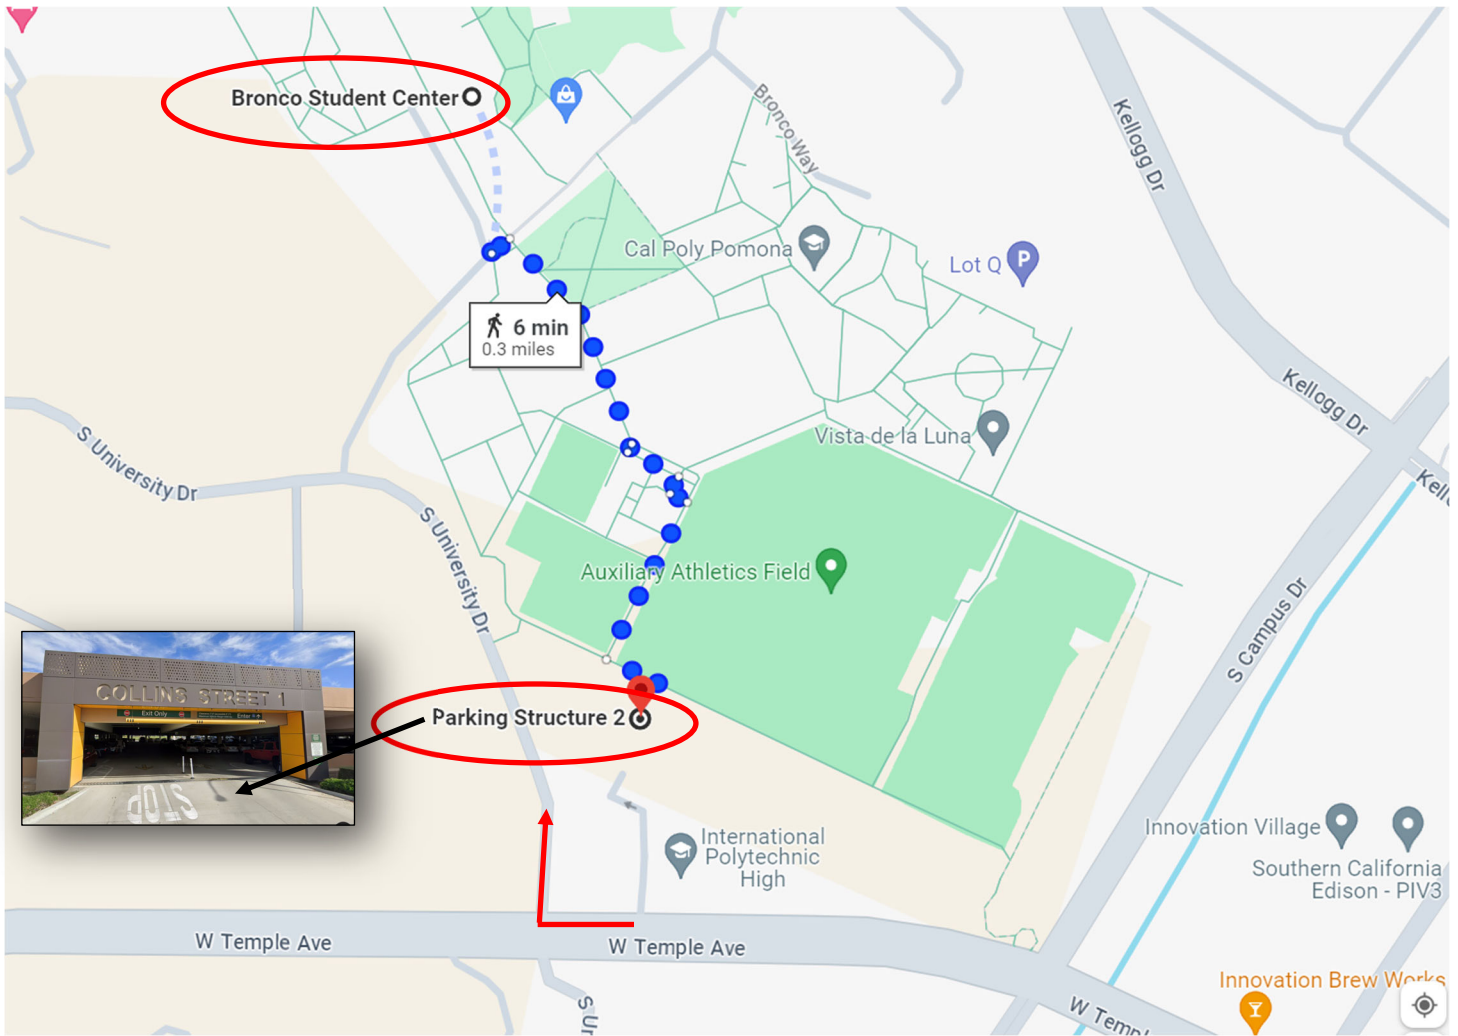 Bronco Student Center
Bronco Way
Kellogg Dr
Cal Poly Pomona
Lot Q
P
6 min
0.3 miles
Kellogg Dr
Vista de la Luna
S University Dr
S University Dr
Auxiliary Athletics Field
S Campus Dr
COLLINS STREET 1
Exit Only
Enter
STOP
Parking Structure 2
International
Polytechnic
High
Innovation Village
Southern California
Edison - PIV3
W Temple Ave
W Temple Ave
Innovation Brew Works